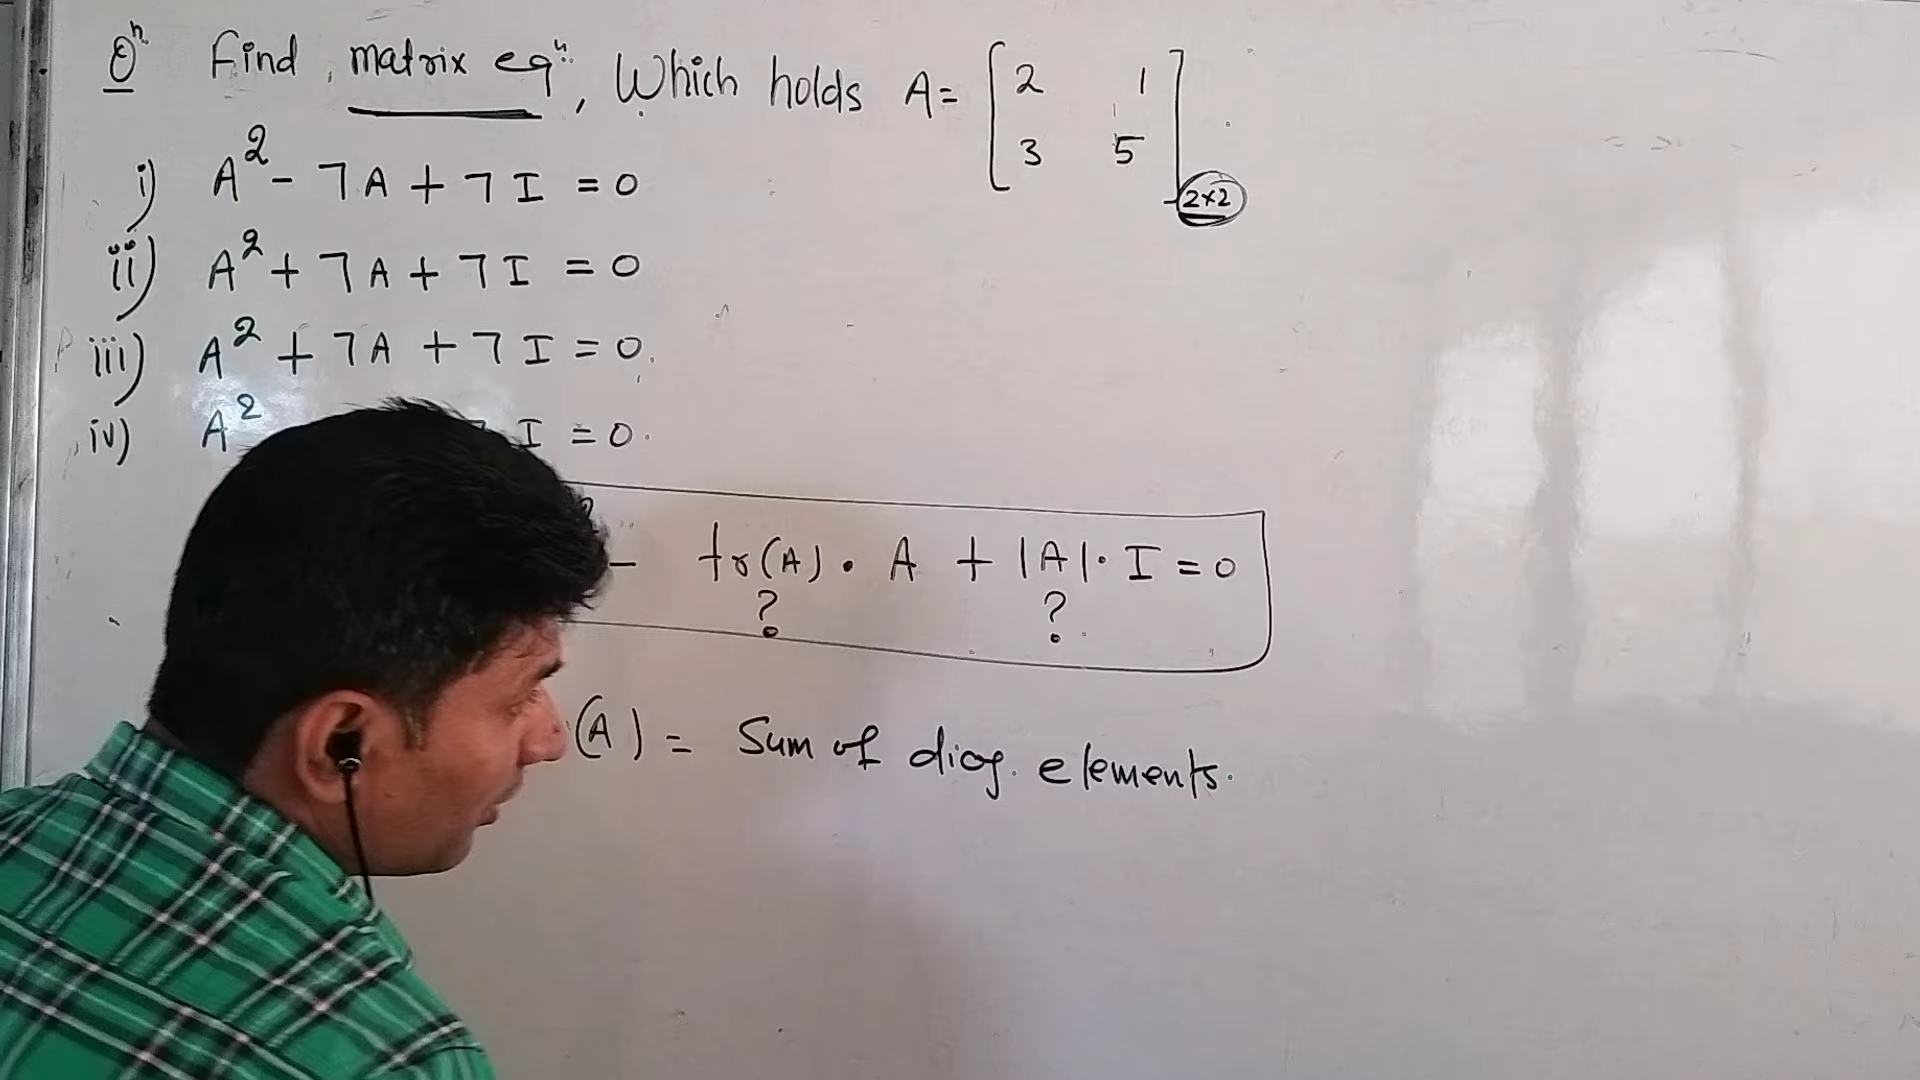 Qn Find matrix eqn, Which holds A = [2 1
3 5] 2×2
i) A² - 7A + 7I = 0
ii) A² + 7A + 7I = 0
iii) A² + 7A + 7I = 0.
iv) A² I = 0.
- tr(A) · A + |A| · I = 0
? ?
(A) = Sum of diag. elements.